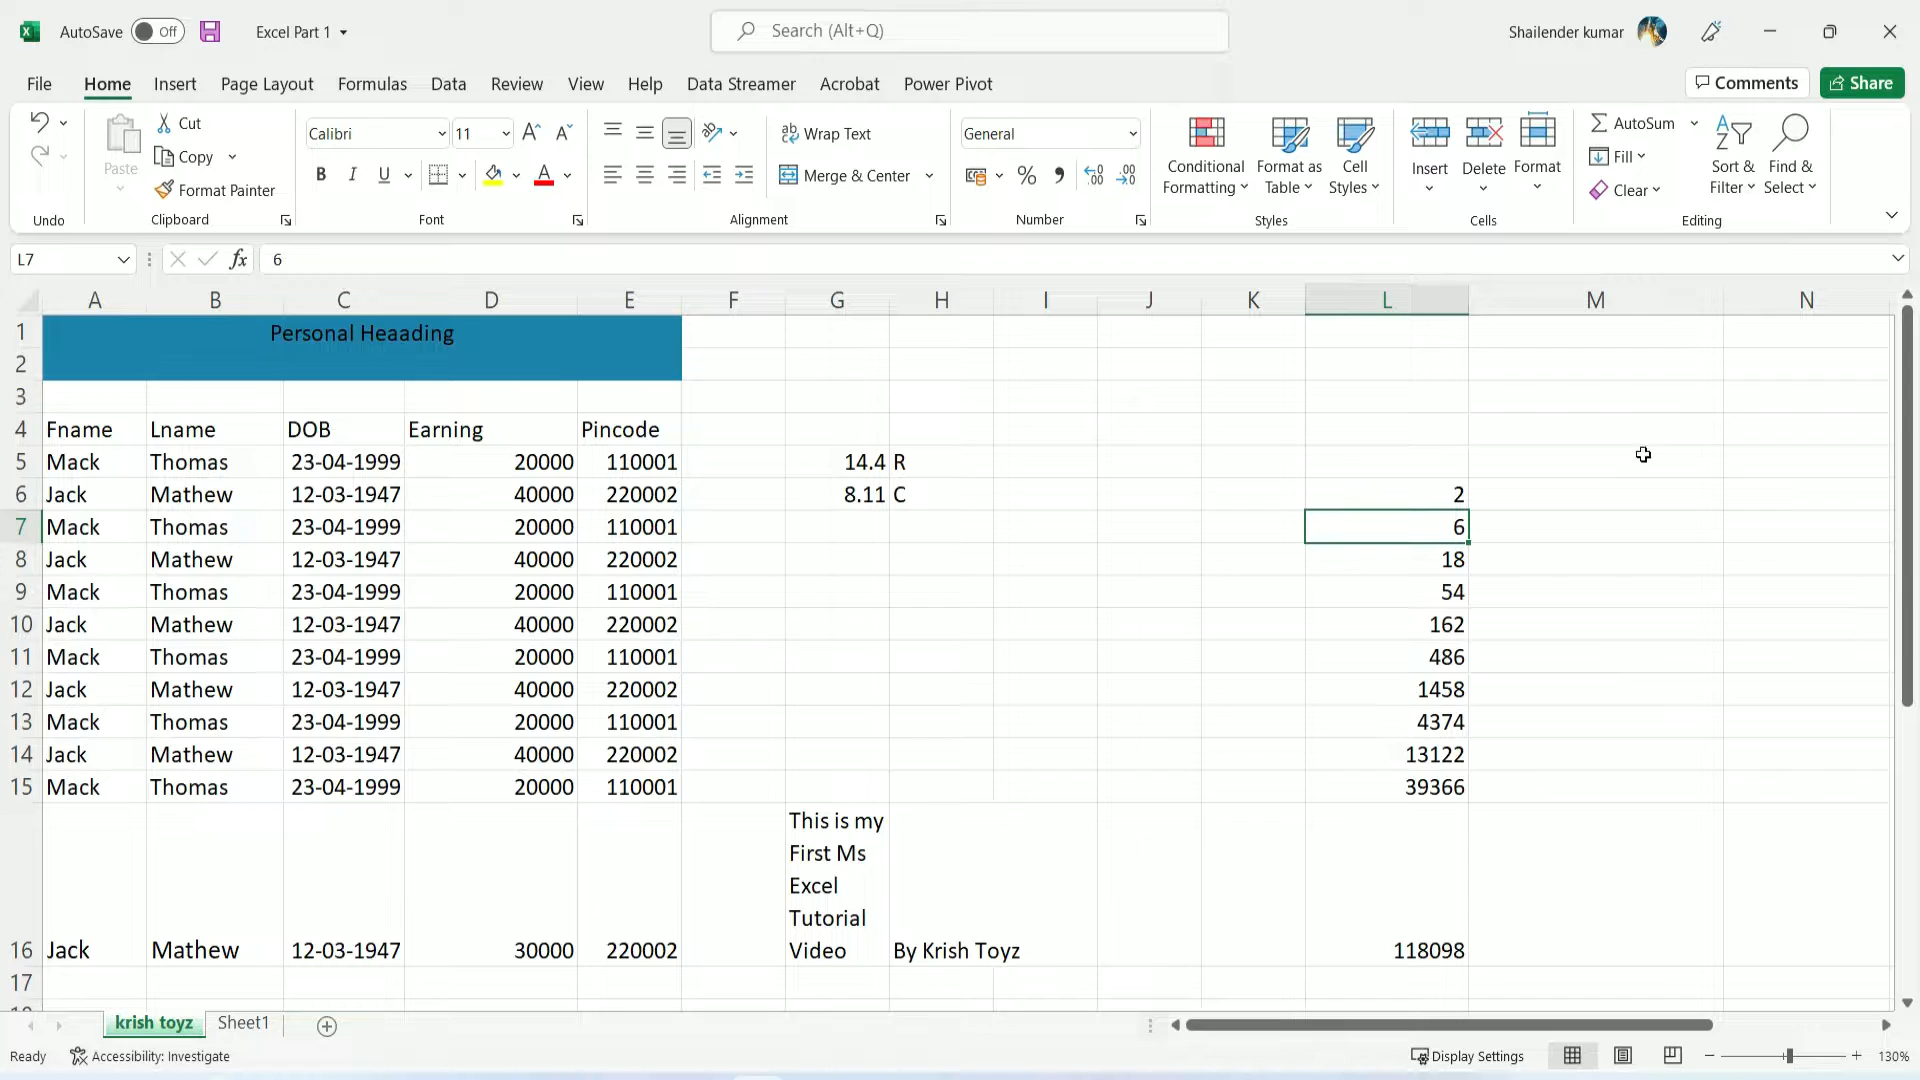 AutoSave Off Excel Part 1 Search (Alt+Q) Shailender kumar
File Home Insert Page Layout Formulas Data Review View Help Data Streamer Acrobat Power Pivot Comments Share
Paste Cut Copy Format Painter
Calibri 11
B I U A
Wrap Text
Merge & Center
General
% 9
Conditional Formatting Format as Table Cell Styles
Insert Delete Format
AutoSum Fill Clear
Sort & Filter Find & Select
Undo Clipboard Font Alignment Number Styles Cells Editing
L7 fx 6
A B C D E F G H I J K L M N
1 Personal Heaading
2
3
4 Fname Lname DOB Earning Pincode
5 Mack Thomas 23-04-1999 20000 110001 14.4 R
6 Jack Mathew 12-03-1947 40000 220002 8.11 C 2
7 Mack Thomas 23-04-1999 20000 110001 6
8 Jack Mathew 12-03-1947 40000 220002 18
9 Mack Thomas 23-04-1999 20000 110001 54
10 Jack Mathew 12-03-1947 40000 220002 162
11 Mack Thomas 23-04-1999 20000 110001 486
12 Jack Mathew 12-03-1947 40000 220002 1458
13 Mack Thomas 23-04-1999 20000 110001 4374
14 Jack Mathew 12-03-1947 40000 220002 13122
15 Mack Thomas 23-04-1999 20000 110001 39366
This is my
First Ms
Excel
Tutorial
16 Jack Mathew 12-03-1947 30000 220002 Video By Krish Toyz 118098
17
krish toyz Sheet1
Ready Accessibility: Investigate Display Settings 130%